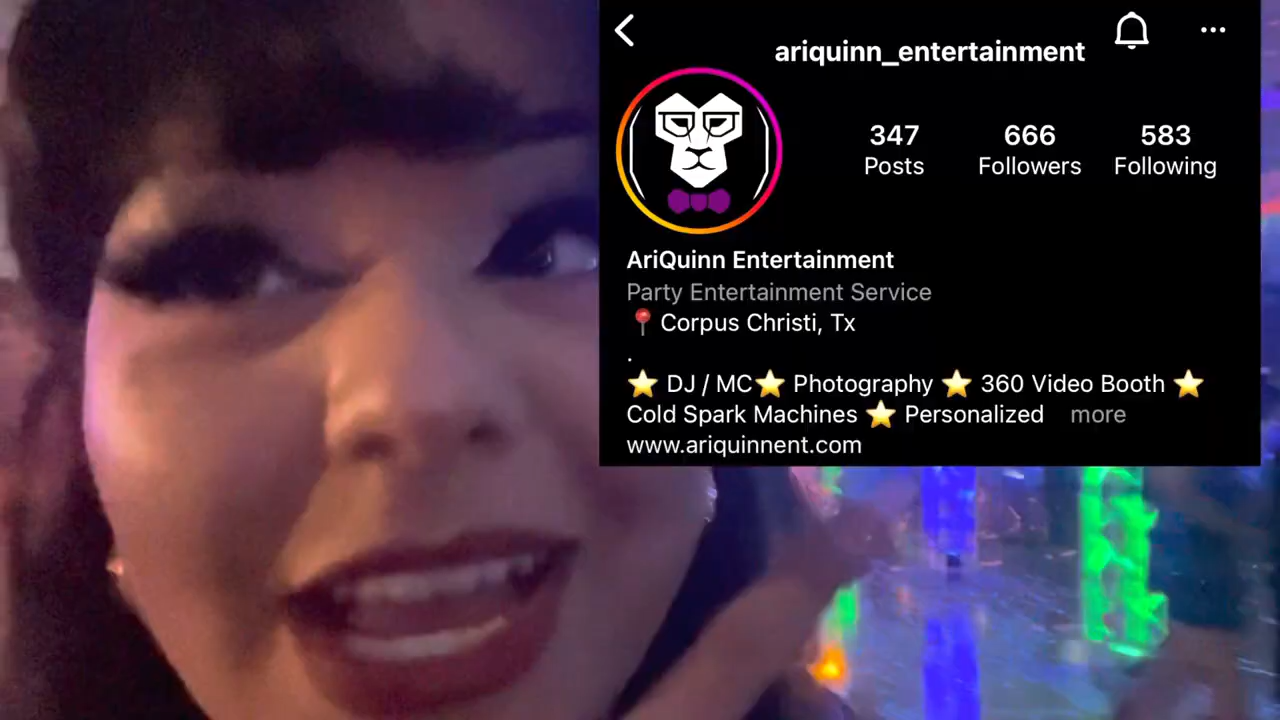 ariquinn_entertainment
347 666 583
Posts Followers Following
AriQuinn Entertainment
Party Entertainment Service
📍 Corpus Christi, Tx
.
⭐ DJ / MC⭐ Photography ⭐ 360 Video Booth ⭐
Cold Spark Machines ⭐ Personalized more
www.ariquinnent.com